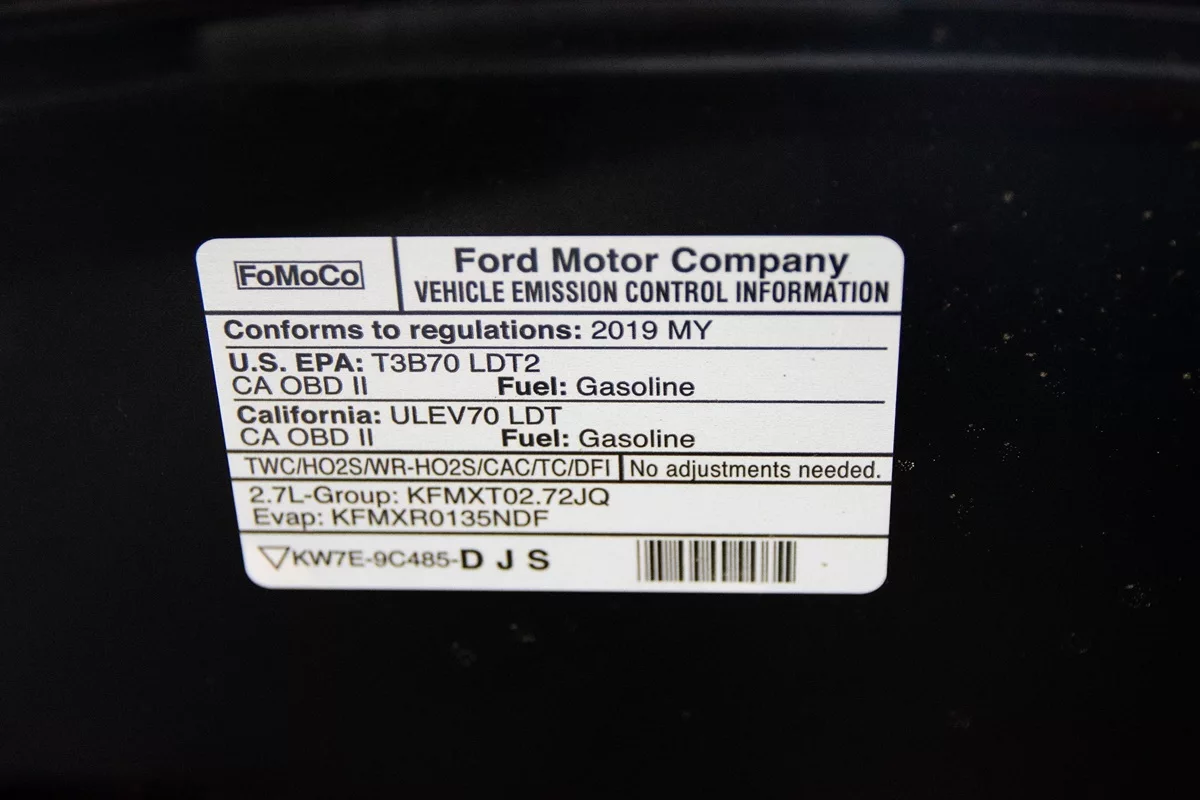 FoMoCo
Ford Motor Company
VEHICLE EMISSION CONTROL INFORMATION
Conforms to regulations: 2019 MY
U.S. EPA: T3B70 LDT2
CA OBD II Fuel: Gasoline
California: ULEV70 LDT
CA OBD II Fuel: Gasoline
TWC/HO2S/WR-HO2S/CAC/TC/DFI No adjustments needed.
2.7L-Group: KFMXT02.72JQ
Evap: KFMXR0135NDF
KW7E-9C485-D J S